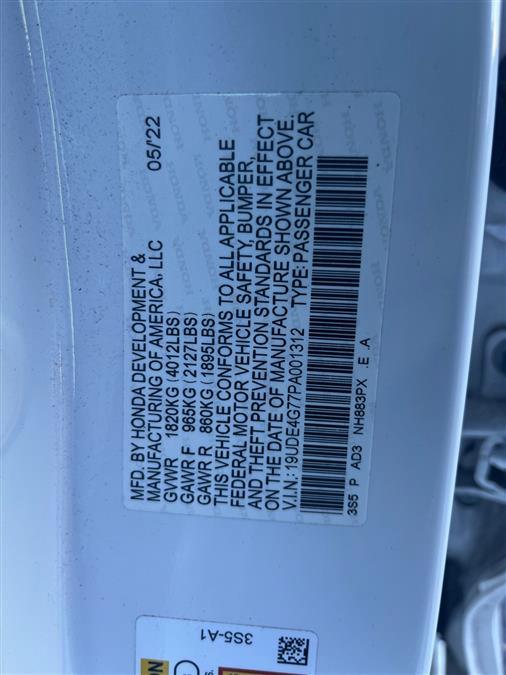 MFD. BY HONDA DEVELOPMENT &
MANUFACTURING OF AMERICA, LLC 05/'22
GVWR 1820KG (4012LBS)
GAWR F 965KG (2127LBS)
GAWR R 860KG (1895LBS)
THIS VEHICLE CONFORMS TO ALL APPLICABLE
FEDERAL MOTOR VEHICLE SAFETY, BUMPER,
AND THEFT PREVENTION STANDARDS IN EFFECT
ON THE DATE OF MANUFACTURE SHOWN ABOVE.
V.I.N.: 19UDE4G77PA001312 TYPE: PASSENGER CAR
3S5 P AD3 NH883PX .E .A
HONDA
3S5-A1